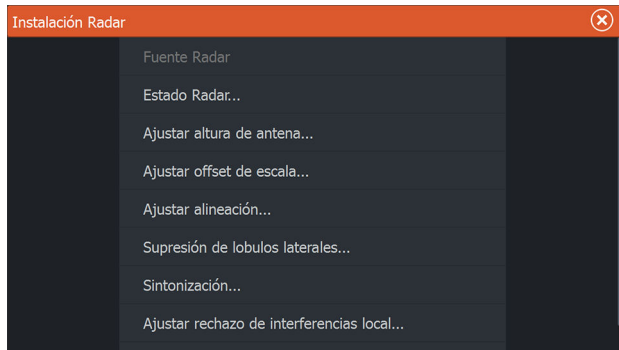 Instalación Radar
Fuente Radar
Estado Radar...
Ajustar altura de antena...
Ajustar offset de escala...
Ajustar alineación...
Supresión de lobulos laterales...
Sintonización...
Ajustar rechazo de interferencias local...